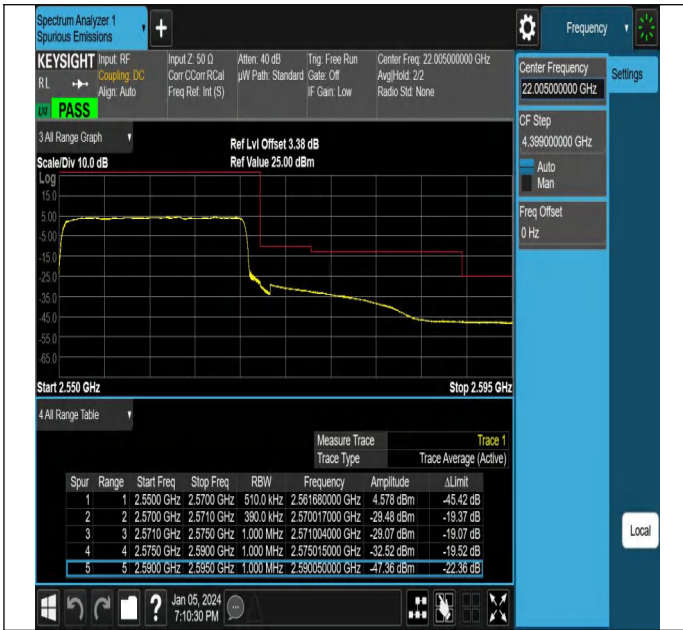 Spectrum Analyzer 1
Spurious Emissions
Frequency
KEYSIGHT
RL
PASS
Input: RF
Coupling: DC
Align: Auto
Input Z: 50 Ω
Corr CCorr RCal
Freq Ref: Int (S)
Atten: 40 dB
µW Path: Standard
Trig: Free Run
Gate: Off
IF Gain: Low
Center Freq: 22.005000000 GHz
Avg|Hold: 2/2
Radio Std: None
Center Frequency
22.005000000 GHz
Settings
CF Step
4.399000000 GHz
Auto
Man
Freq Offset
0 Hz
3 All Range Graph
Scale/Div 10.0 dB
Ref Lvl Offset 3.38 dB
Ref Value 25.00 dBm
Log
15.0
5.00
-5.00
-15.0
-25.0
-35.0
-45.0
-55.0
-65.0
Start 2.550 GHz
Stop 2.595 GHz
4 All Range Table
Measure Trace Trace 1
Trace Type Trace Average (Active)
Spur Range Start Freq Stop Freq RBW Frequency Amplitude ΔLimit
1 1 2.5500 GHz 2.5700 GHz 510.0 kHz 2.561680000 GHz 4.578 dBm -45.42 dB
2 2 2.5700 GHz 2.5710 GHz 390.0 kHz 2.570017000 GHz -29.48 dBm -19.37 dB
3 3 2.5710 GHz 2.5750 GHz 1.000 MHz 2.571004000 GHz -29.07 dBm -19.07 dB
4 4 2.5750 GHz 2.5900 GHz 1.000 MHz 2.575015000 GHz -32.52 dBm -19.52 dB
5 5 2.5900 GHz 2.5950 GHz 1.000 MHz 2.590050000 GHz -47.36 dBm -22.36 dB
Local
Jan 05, 2024
7:10:30 PM